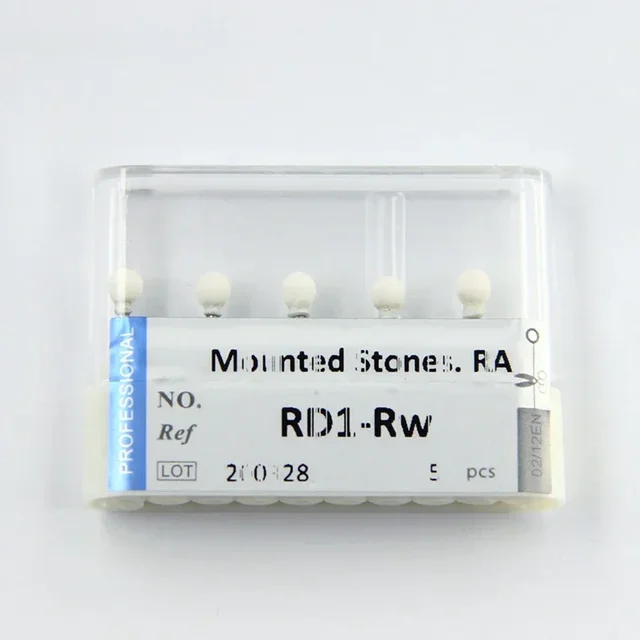 PROFESSIONAL
Mounted Stones. RA
NO.
Ref
RD1-Rw
LOT
5 pcs
02/12EN